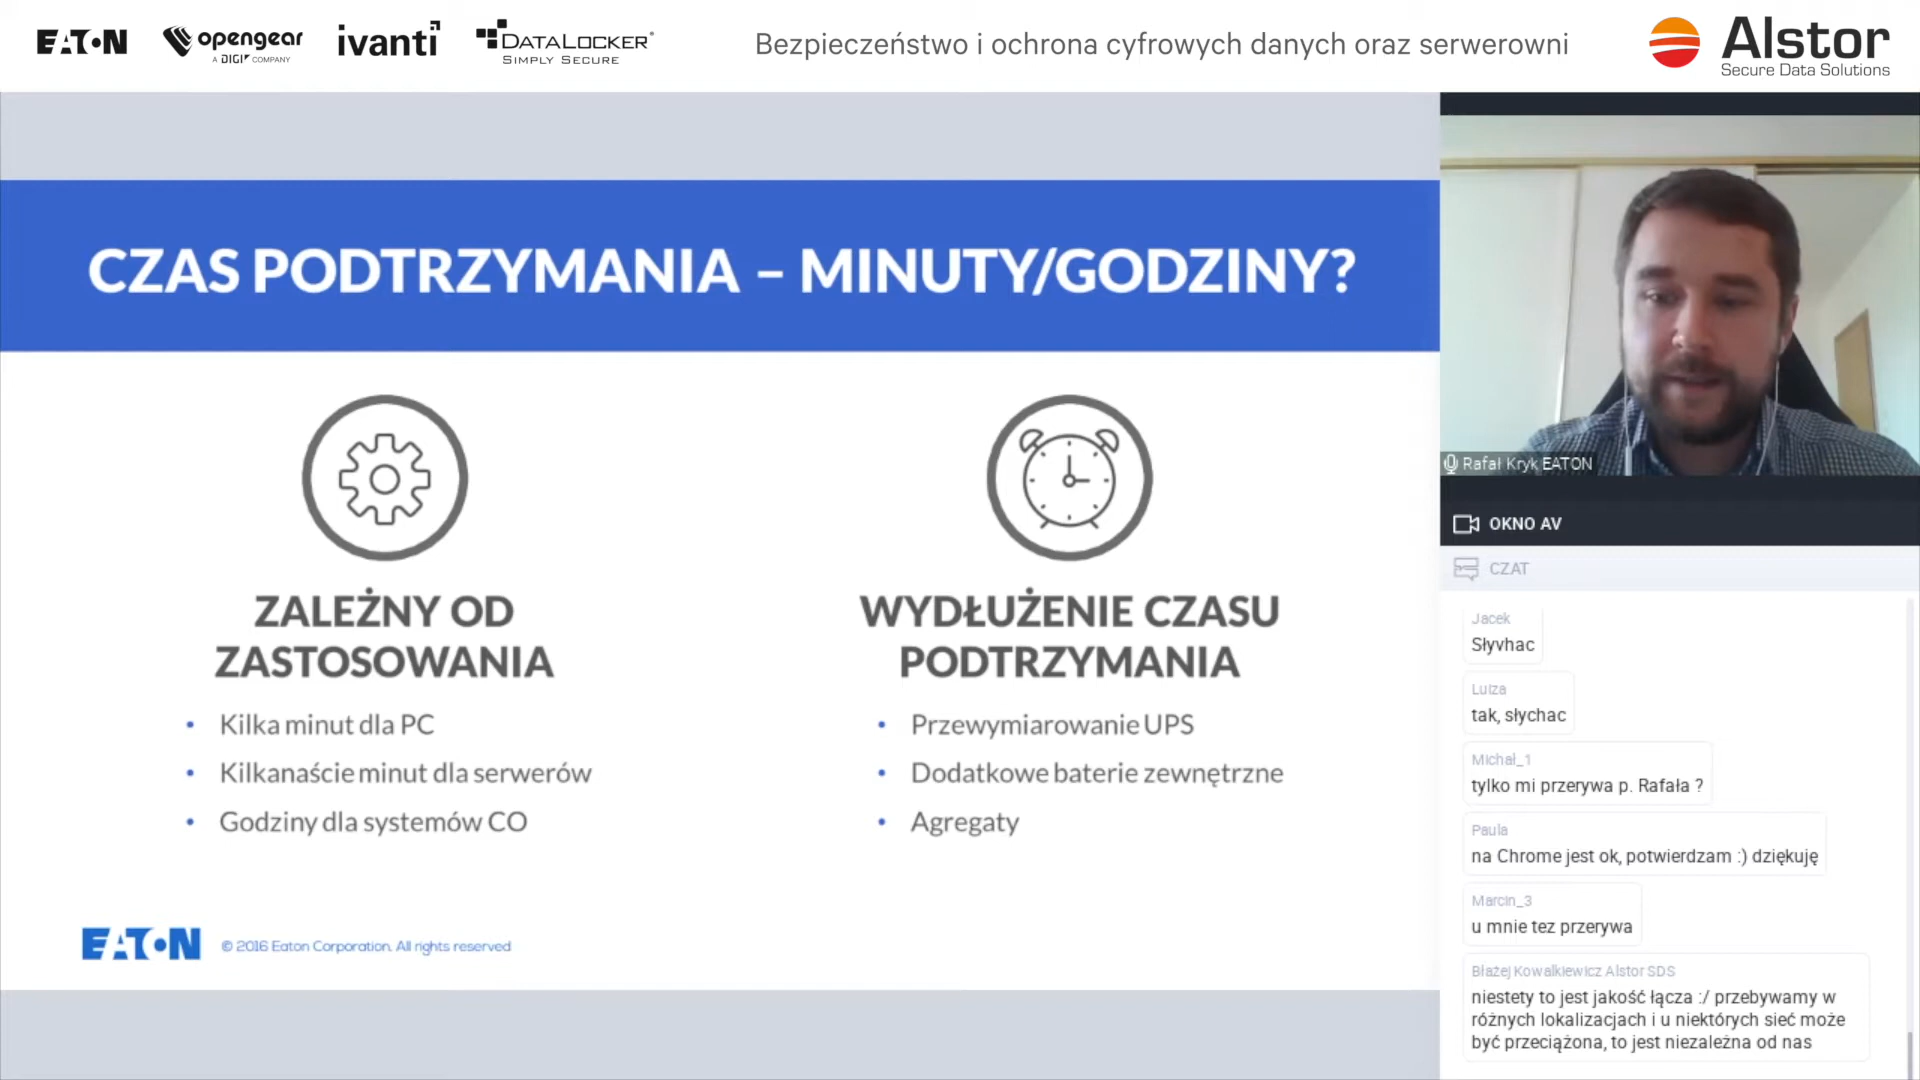 EATON
opengear
A DIGI COMPANY
ivanti
DATALOCKER
SIMPLY SECURE
Bezpieczeństwo i ochrona cyfrowych danych oraz serwerowni
Alstor
Secure Data Solutions
CZAS PODTRZYMANIA – MINUTY/GODZINY?
ZALEŻNY OD
ZASTOSOWANIA
• Kilka minut dla PC
• Kilkanaście minut dla serwerów
• Godziny dla systemów CO
WYDŁUŻENIE CZASU
PODTRZYMANIA
• Przewymiarowanie UPS
• Dodatkowe baterie zewnętrzne
• Agregaty
EATON
© 2016 Eaton Corporation. All rights reserved
Rafał Kryk EATON
OKNO AV
CZAT
Jacek
Słyvhac
Luiza
tak, słychac
Michał_1
tylko mi przerywa p. Rafała ?
Paula
na Chrome jest ok, potwierdzam :) dziękuję
Marcin_3
u mnie tez przerywa
Błażej Kowalkiewicz Alstor SDS
niestety to jest jakość łącza :/ przebywamy w
różnych lokalizacjach i u niektórych sieć może
być przeciążona, to jest niezależna od nas